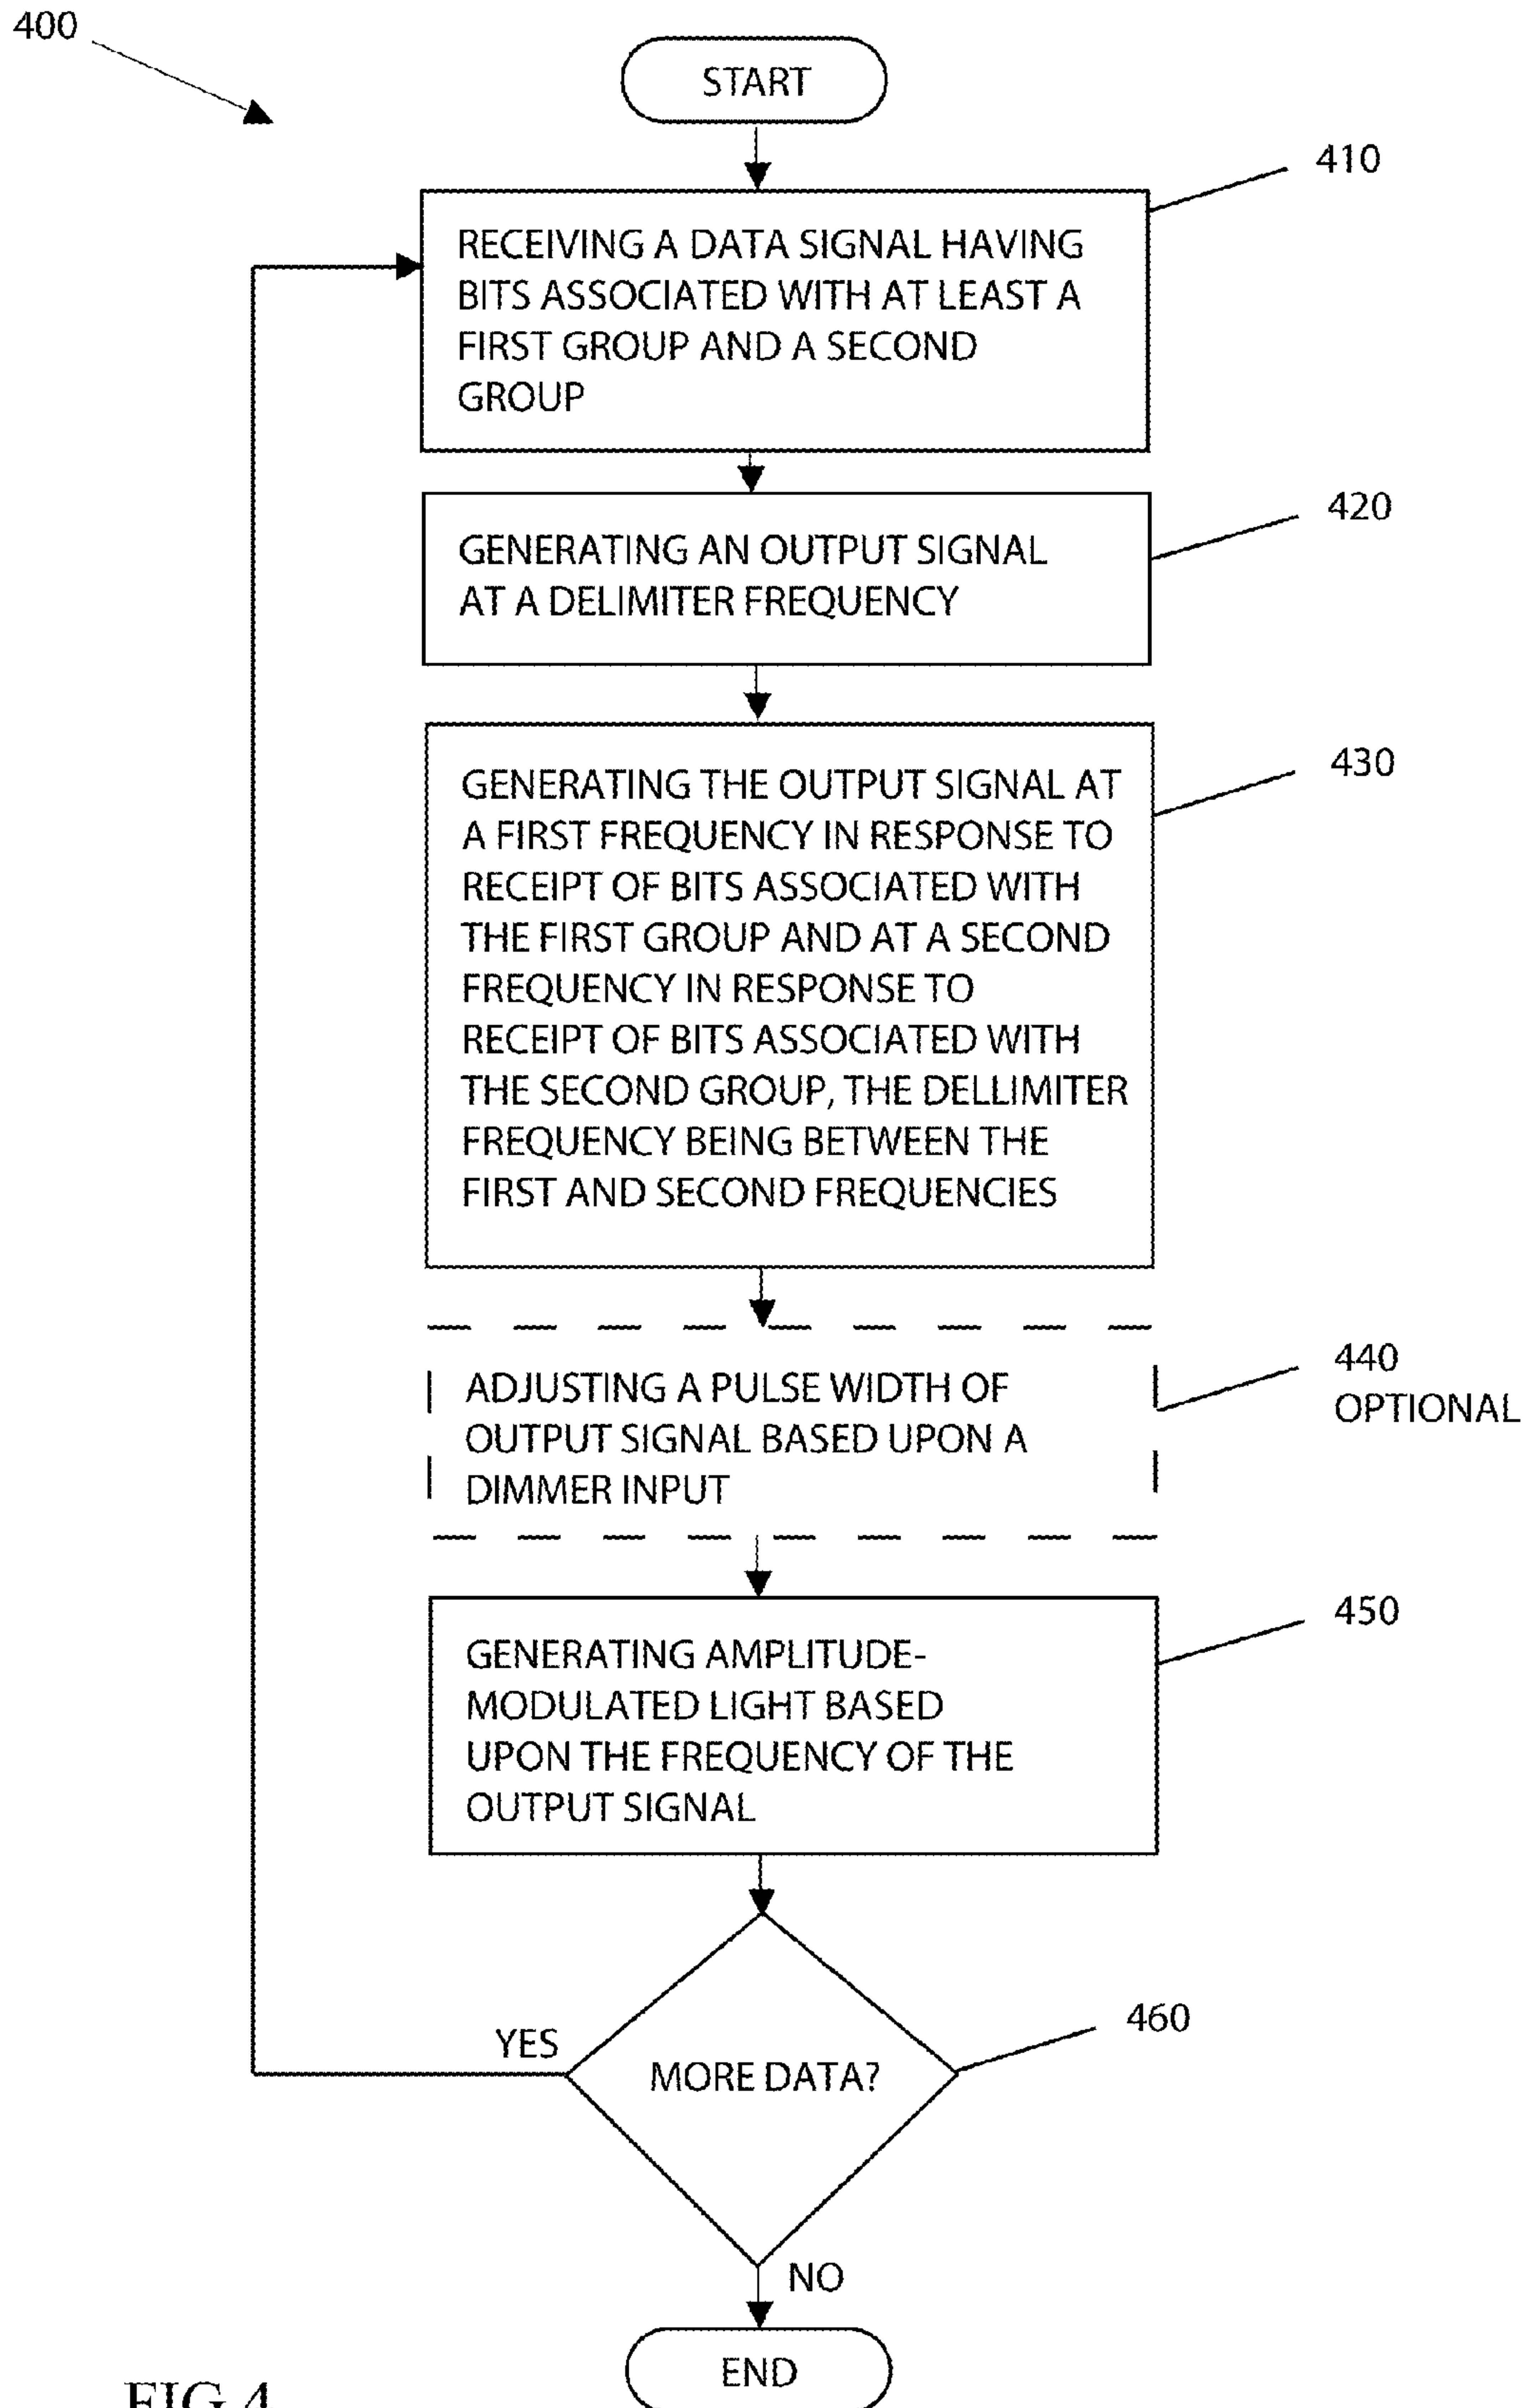 400
START
410
RECEIVING A DATA SIGNAL HAVING
BITS ASSOCIATED WITH AT LEAST A
FIRST GROUP AND A SECOND
GROUP
420
GENERATING AN OUTPUT SIGNAL
AT A DELIMITER FREQUENCY
430
GENERATING THE OUTPUT SIGNAL AT
A FIRST FREQUENCY IN RESPONSE TO
RECEIPT OF BITS ASSOCIATED WITH
THE FIRST GROUP AND AT A SECOND
FREQUENCY IN RESPONSE TO
RECEIPT OF BITS ASSOCIATED WITH
THE SECOND GROUP, THE DELLIMITER
FREQUENCY BEING BETWEEN THE
FIRST AND SECOND FREQUENCIES
440
OPTIONAL
ADJUSTING A PULSE WIDTH OF
OUTPUT SIGNAL BASED UPON A
DIMMER INPUT
450
GENERATING AMPLITUDE-
MODULATED LIGHT BASED
UPON THE FREQUENCY OF THE
OUTPUT SIGNAL
460
YES
MORE DATA?
NO
END
FIG 4